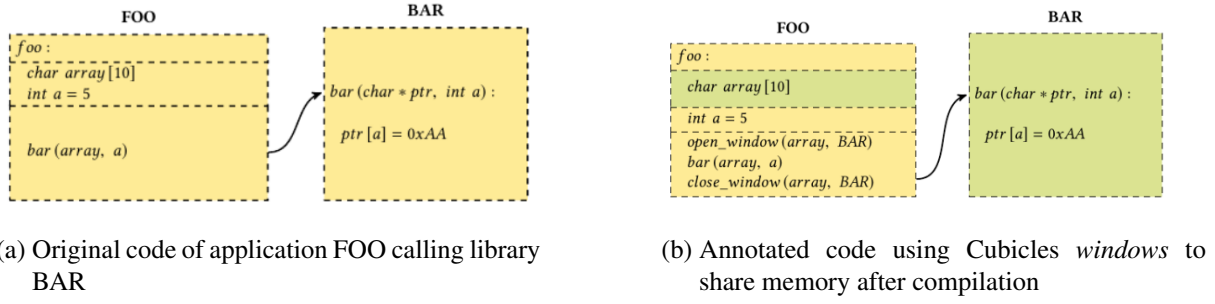 FOO
foo :
char array [10]
int a = 5
bar (array, a)
BAR
bar (char * ptr, int a) :
ptr [a] = 0xAA
(a) Original code of application FOO calling library
BAR
FOO
foo :
char array [10]
int a = 5
open_window (array, BAR)
bar (array, a)
close_window (array, BAR)
BAR
bar (char * ptr, int a) :
ptr [a] = 0xAA
(b) Annotated code using Cubicles windows to
share memory after compilation